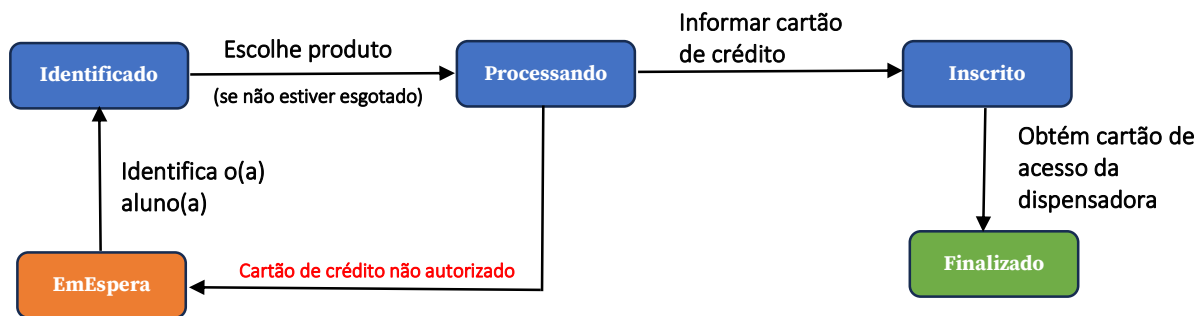 Identificado
Escolhe produto
(se não estiver esgotado)
Processando
Informar cartão
de crédito
Inscrito
Identifica o(a)
aluno(a)
Obtém cartão de
acesso da
dispensadora
EmEspera
Cartão de crédito não autorizado
Finalizado